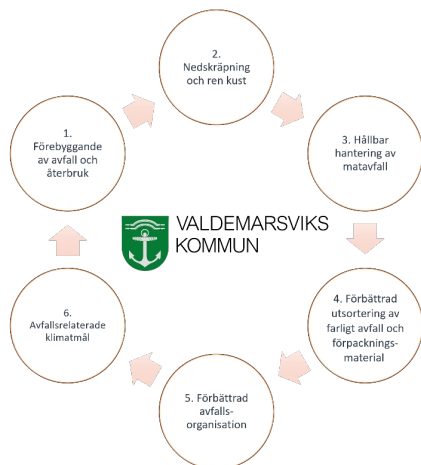 1.
Förebyggande
av avfall och
återbruk
2.
Nedskräpning
och ren kust
3. Hållbar
hantering av
matavfall
4. Förbättrad
utsortering av
farligt avfall och
förpacknings-
material
5. Förbättrad
avfalls-
organisation
6.
Avfallsrelaterade
klimatmål
VALDEMARSVIKS
KOMMUN